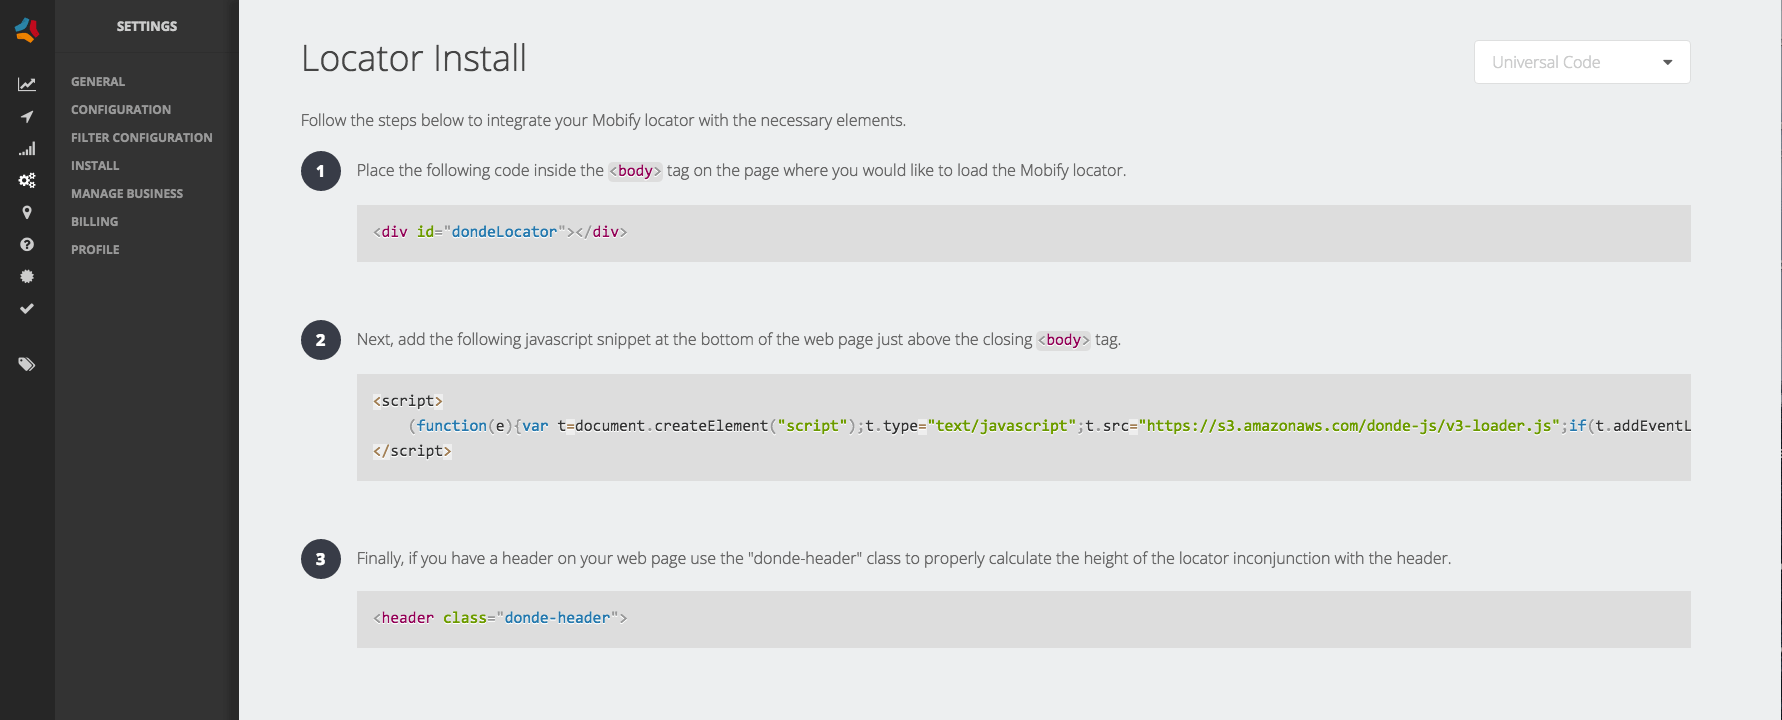 SETTINGS
GENERAL
CONFIGURATION
FILTER CONFIGURATION
INSTALL
MANAGE BUSINESS
BILLING
PROFILE
Locator Install
Universal Code
Follow the steps below to integrate your Mobify locator with the necessary elements.
1 Place the following code inside the <body> tag on the page where you would like to load the Mobify locator.
<div id="dondeLocator"></div>
2 Next, add the following javascript snippet at the bottom of the web page just above the closing <body> tag.
<script>
(function(e){var t=document.createElement("script");t.type="text/javascript";t.src="https://s3.amazonaws.com/donde-js/v3-loader.js";if(t.addEventL
</script>
3 Finally, if you have a header on your web page use the "donde-header" class to properly calculate the height of the locator inconjunction with the header.
<header class="donde-header">